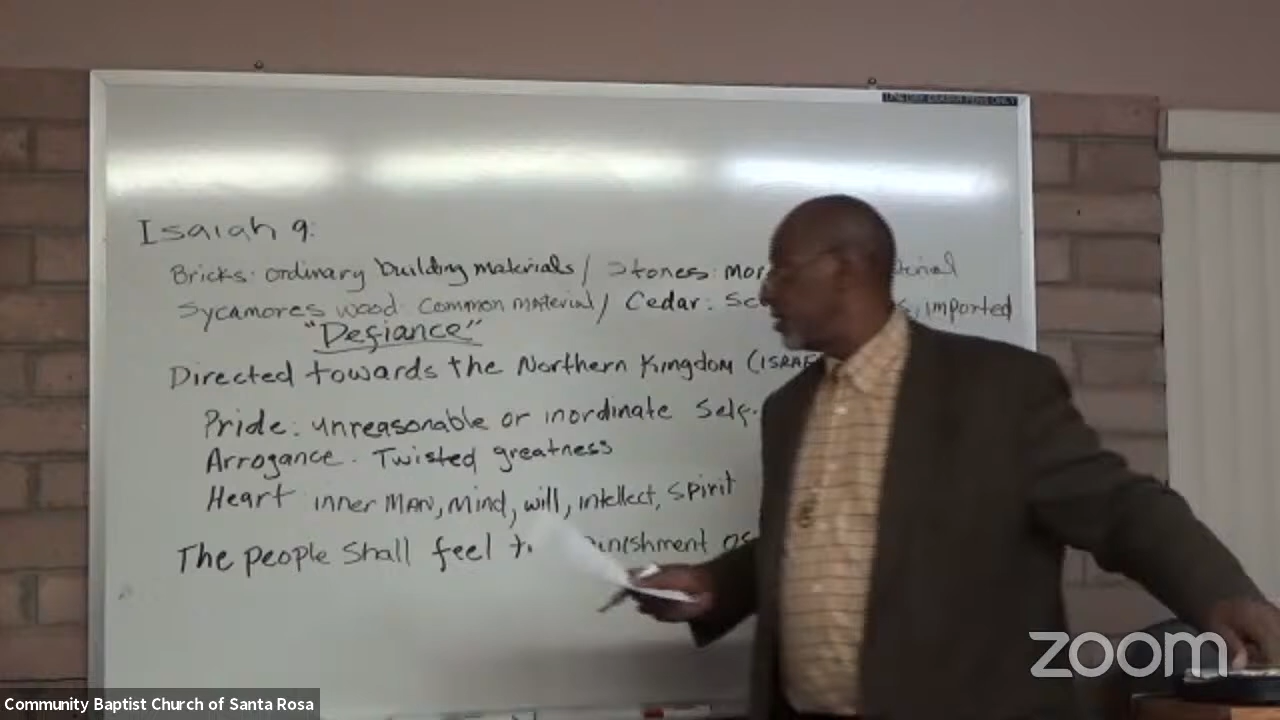 Isaiah 9:
Bricks: ordinary building materials / Stones: mor
Sycamores wood: common material / Cedar: Sc , imported
"Defiance"
Directed towards the Northern Kingdom (ISRAE
Pride: unreasonable or inordinate self-
Arrogance. Twisted greatness
Heart inner MAN, mind, will, intellect, spirit
The people shall feel
zoom
Community Baptist Church of Santa Rosa